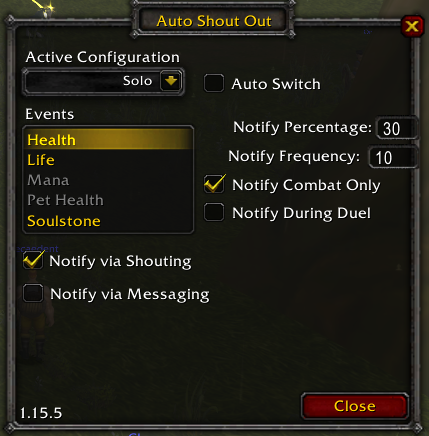 Auto Shout Out
Active Configuration
Solo
Auto Switch
Events
Health
Life
Mana
Pet Health
Soulstone
Notify Percentage: 30
Notify Frequency: 10
Notify Combat Only
Notify During Duel
Notify via Shouting
Notify via Messaging
1.15.5
Close